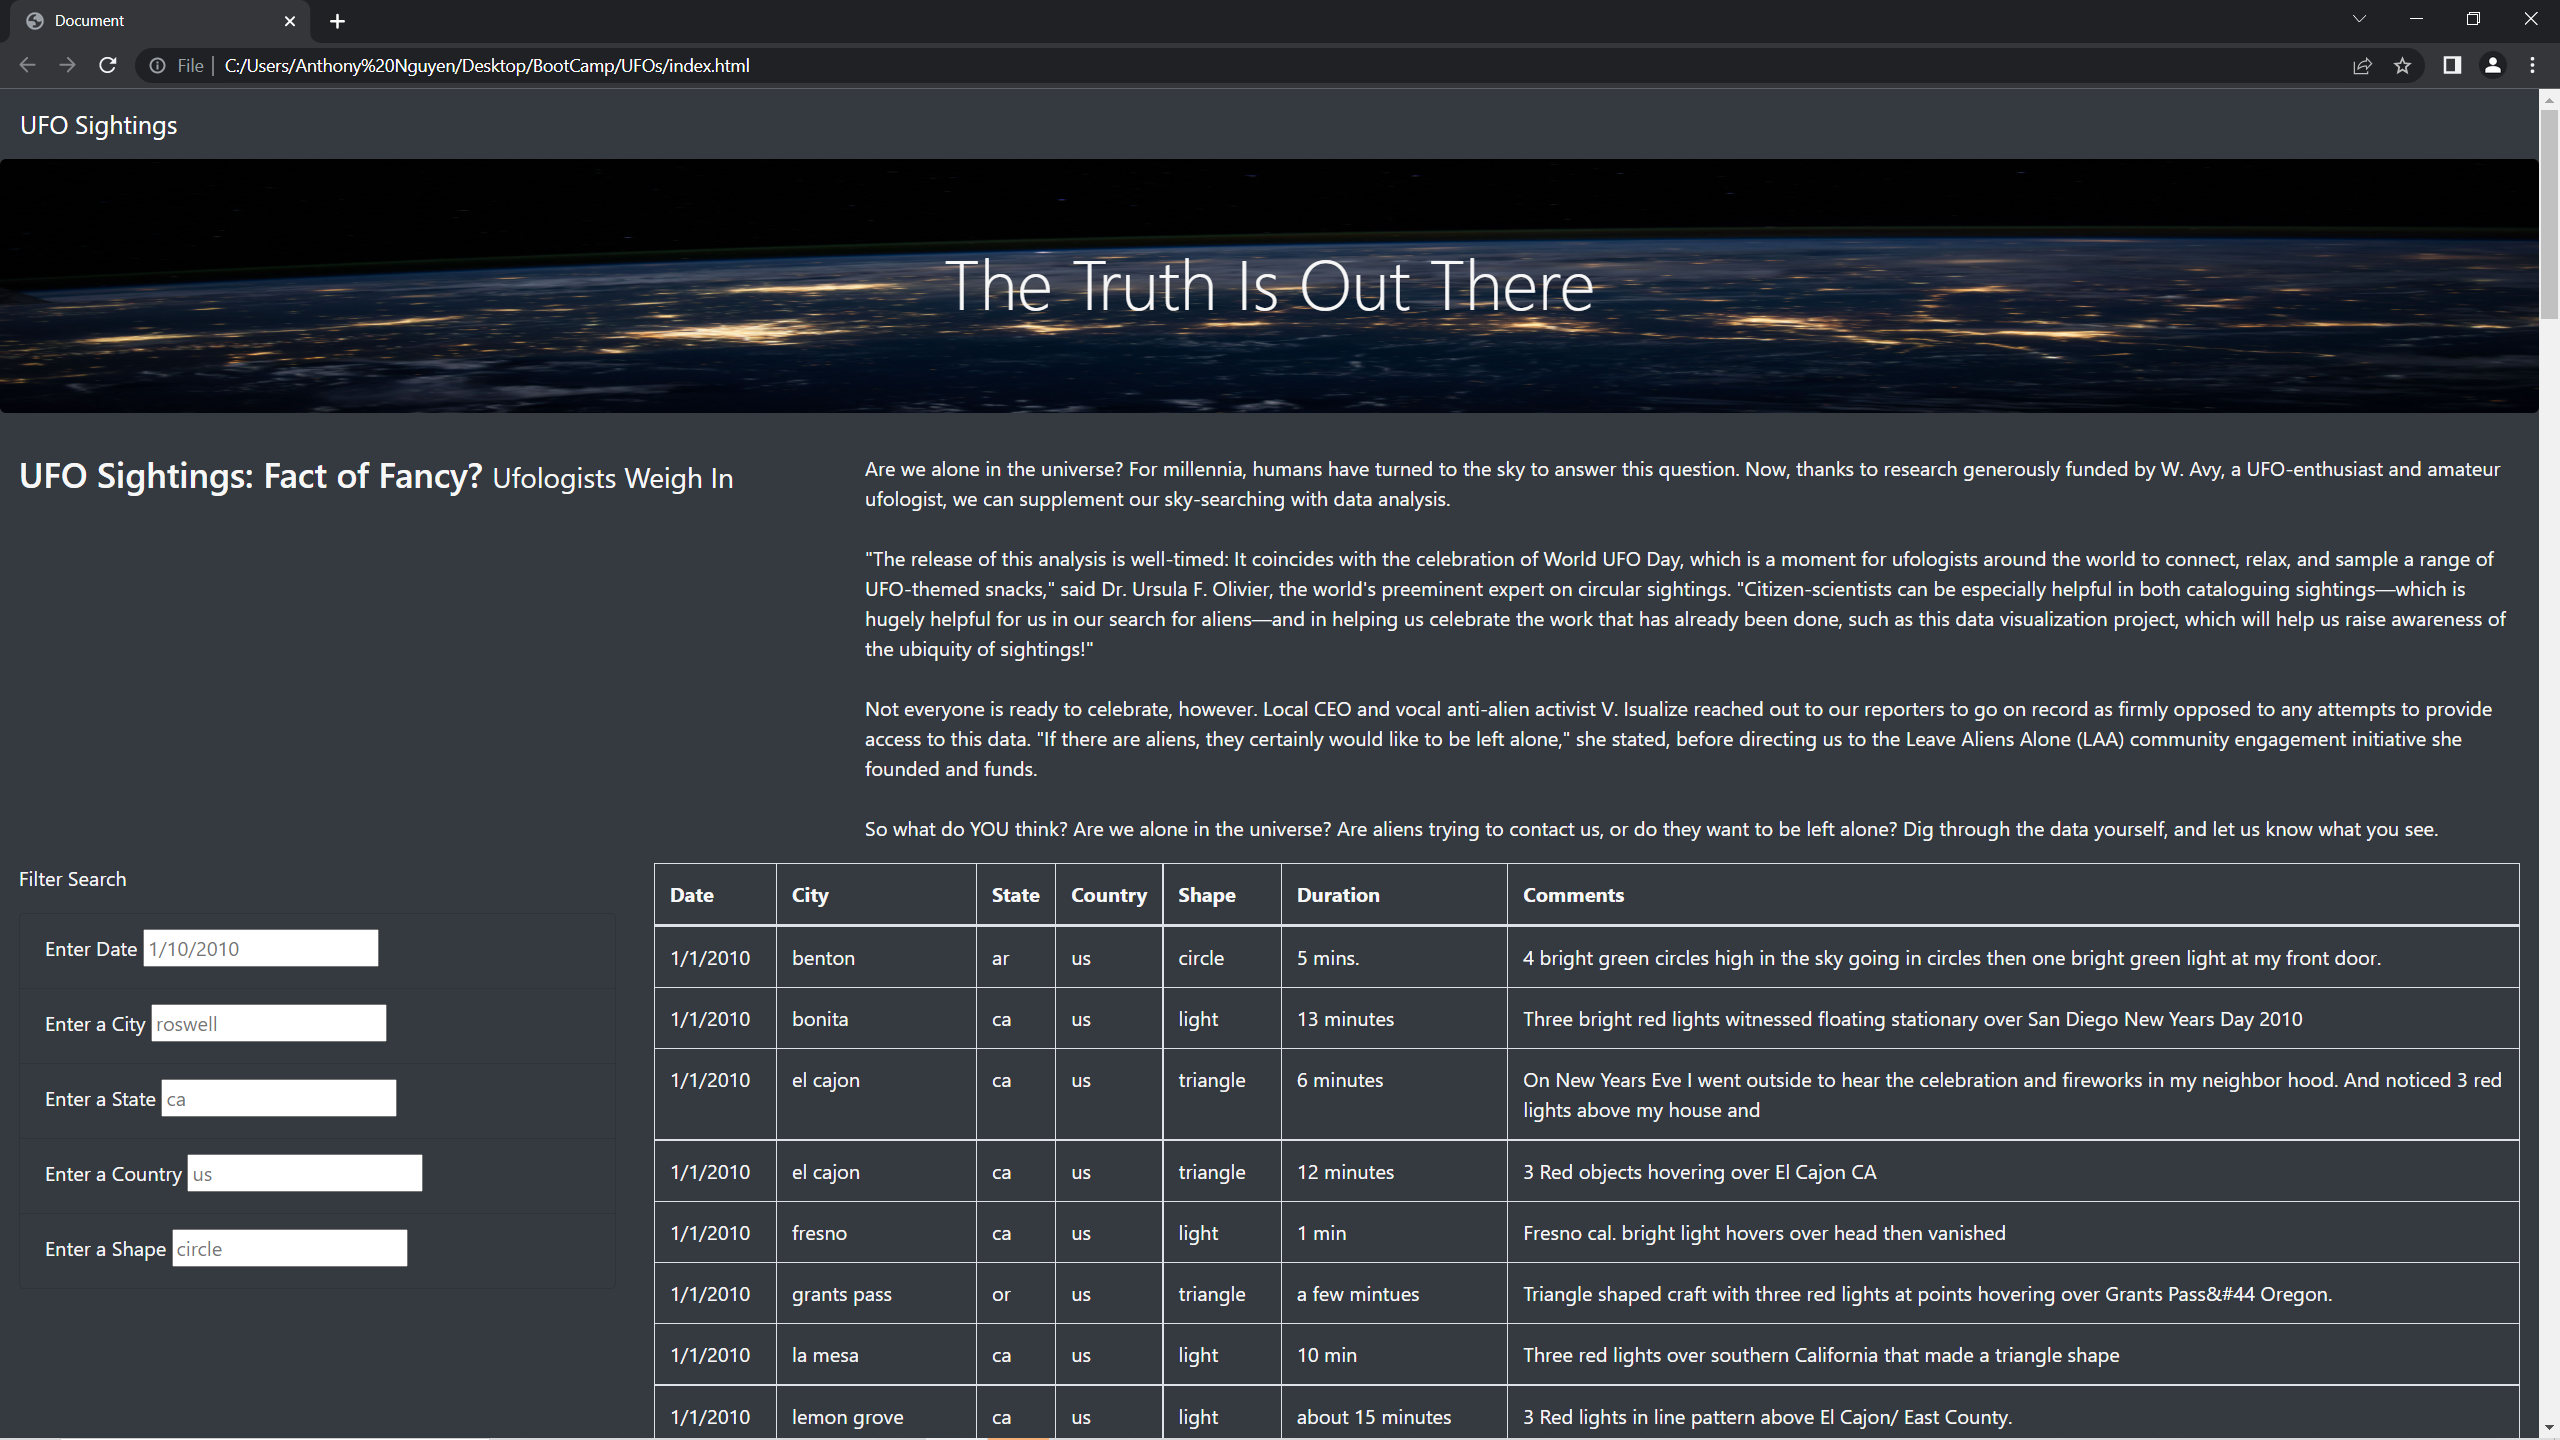 Document
File
C:/Users/Anthony%20Nguyen/Desktop/BootCamp/UFOs/index.html
UFO Sightings
The Truth Is Out There
UFO Sightings: Fact of Fancy? Ufologists Weigh In
Are we alone in the universe? For millennia, humans have turned to the sky to answer this question. Now, thanks to research generously funded by W. Avy, a UFO-enthusiast and amateur
ufologist, we can supplement our sky-searching with data analysis.
"The release of this analysis is well-timed: It coincides with the celebration of World UFO Day, which is a moment for ufologists around the world to connect, relax, and sample a range of
UFO-themed snacks," said Dr. Ursula F. Olivier, the world's preeminent expert on circular sightings. "Citizen-scientists can be especially helpful in both cataloguing sightings—which is
hugely helpful for us in our search for aliens—and in helping us celebrate the work that has already been done, such as this data visualization project, which will help us raise awareness of
the ubiquity of sightings!"
Not everyone is ready to celebrate, however. Local CEO and vocal anti-alien activist V. Isualize reached out to our reporters to go on record as firmly opposed to any attempts to provide
access to this data. "If there are aliens, they certainly would like to be left alone," she stated, before directing us to the Leave Aliens Alone (LAA) community engagement initiative she
founded and funds.
So what do YOU think? Are we alone in the universe? Are aliens trying to contact us, or do they want to be left alone? Dig through the data yourself, and let us know what you see.
Filter Search
Enter Date 1/10/2010
Enter a City roswell
Enter a State ca
Enter a Country us
Enter a Shape circle
Date City State Country Shape Duration Comments
1/1/2010 benton ar us circle 5 mins. 4 bright green circles high in the sky going in circles then one bright green light at my front door.
1/1/2010 bonita ca us light 13 minutes Three bright red lights witnessed floating stationary over San Diego New Years Day 2010
1/1/2010 el cajon ca us triangle 6 minutes On New Years Eve I went outside to hear the celebration and fireworks in my neighbor hood. And noticed 3 red
lights above my house and
1/1/2010 el cajon ca us triangle 12 minutes 3 Red objects hovering over El Cajon CA
1/1/2010 fresno ca us light 1 min Fresno cal. bright light hovers over head then vanished
1/1/2010 grants pass or us triangle a few mintues Triangle shaped craft with three red lights at points hovering over Grants Pass&#44 Oregon.
1/1/2010 la mesa ca us light 10 min Three red lights over southern California that made a triangle shape
1/1/2010 lemon grove ca us light about 15 minutes 3 Red lights in line pattern above El Cajon/ East County.